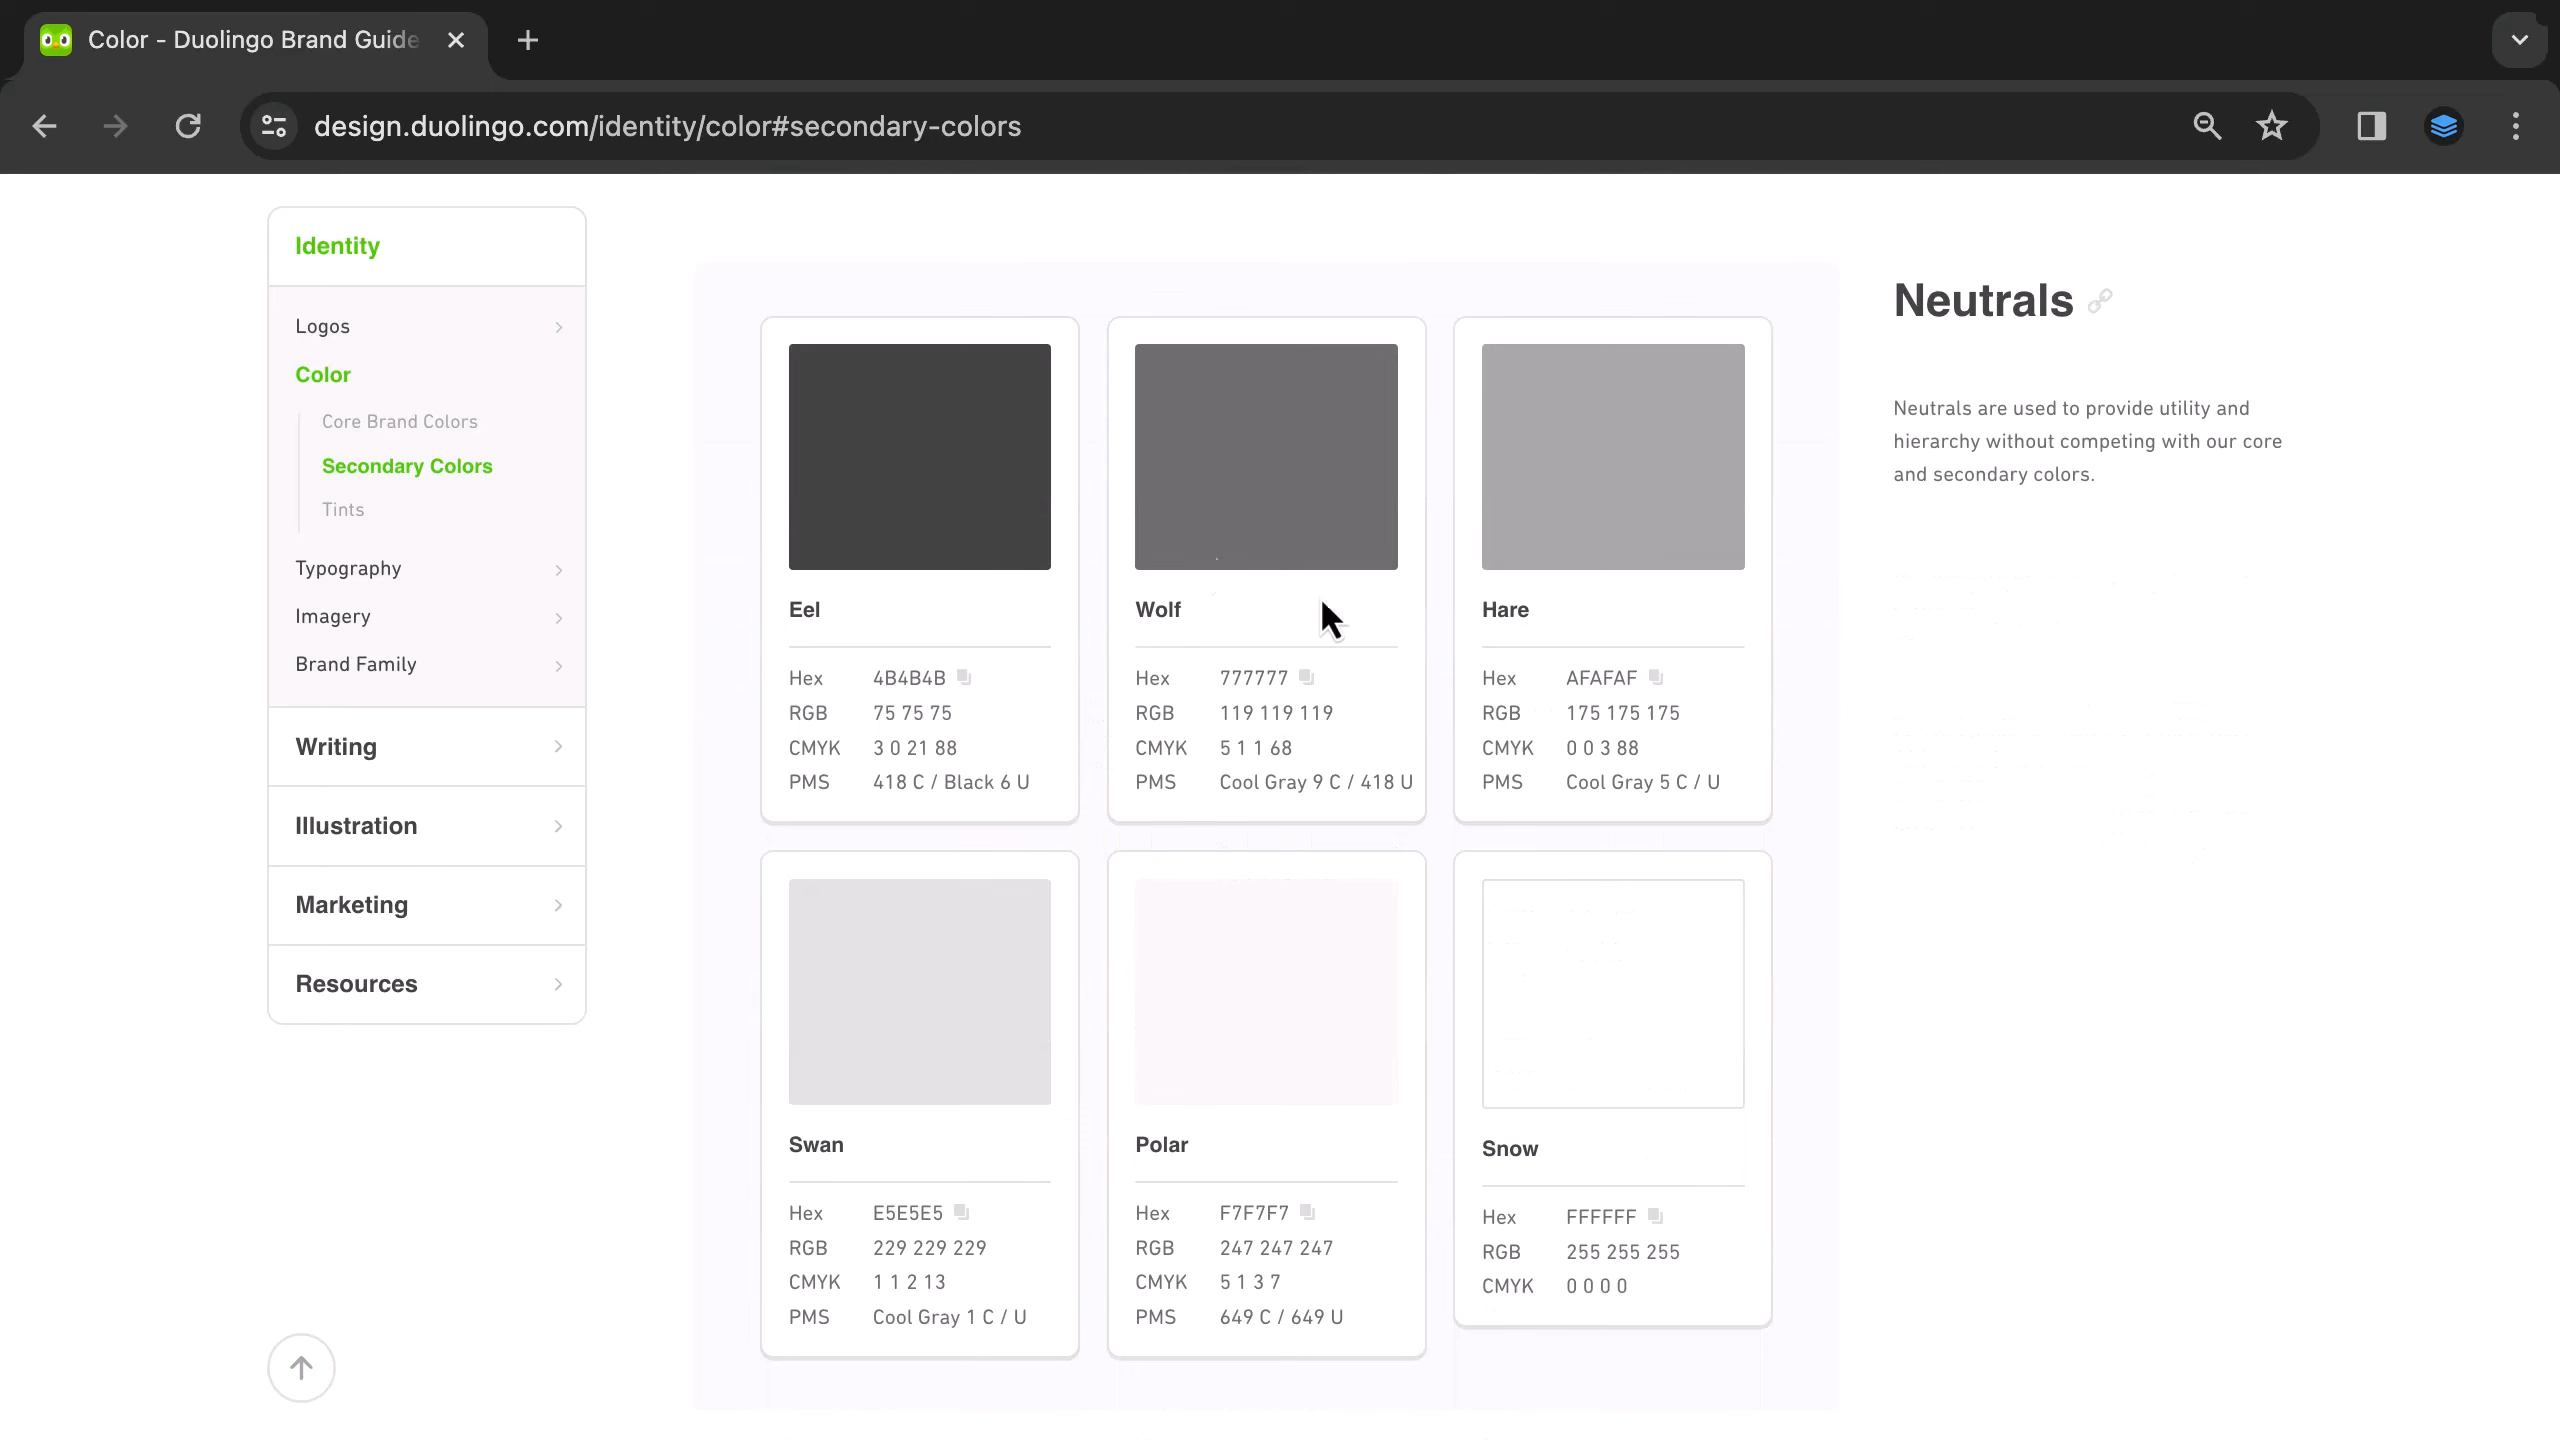 Color - Duolingo Brand Guide
design.duolingo.com/identity/color#secondary-colors
Identity
Logos
Color
Core Brand Colors
Secondary Colors
Tints
Typography
Imagery
Brand Family
Writing
Illustration
Marketing
Resources
Eel
Hex 4B4B4B
RGB 75 75 75
CMYK 3 0 21 88
PMS 418 C / Black 6 U
Wolf
Hex 777777
RGB 119 119 119
CMYK 5 1 1 68
PMS Cool Gray 9 C / 418 U
Hare
Hex AFAFAF
RGB 175 175 175
CMYK 0 0 3 88
PMS Cool Gray 5 C / U
Swan
Hex E5E5E5
RGB 229 229 229
CMYK 1 1 2 13
PMS Cool Gray 1 C / U
Polar
Hex F7F7F7
RGB 247 247 247
CMYK 5 1 3 7
PMS 649 C / 649 U
Snow
Hex FFFFFF
RGB 255 255 255
CMYK 0 0 0 0
Neutrals
Neutrals are used to provide utility and
hierarchy without competing with our core
and secondary colors.